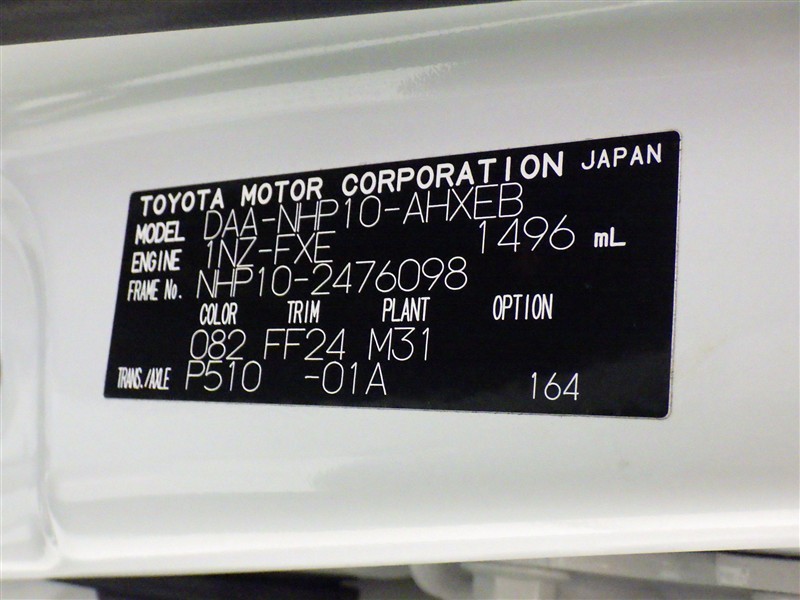 TOYOTA MOTOR CORPORATION JAPAN
MODEL DAA-NHP10-AHXEB
ENGINE 1NZ-FXE 1496 mL
FRAME No. NHP10-2476098
COLOR TRIM PLANT OPTION
082 FF24 M31
TRANS./AXLE P510 -01A 164